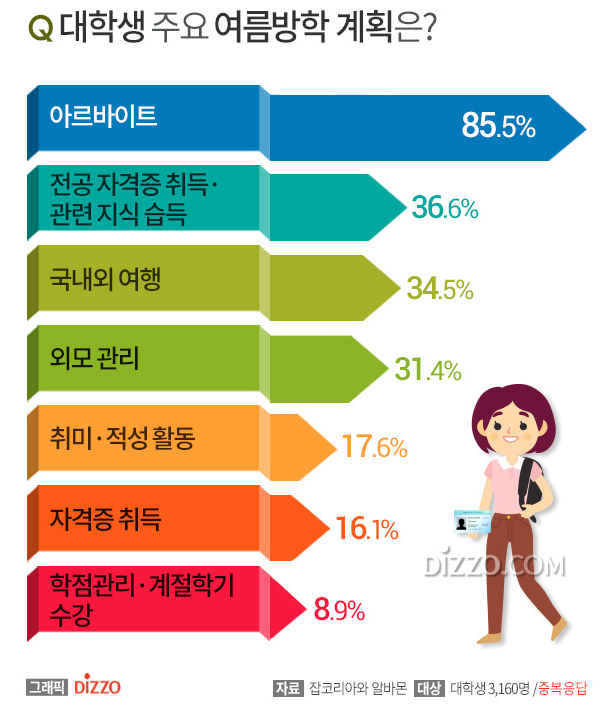 Q 대학생 주요 여름방학 계획은?
아르바이트
85.5%
전공 자격증 취득·
관련 지식 습득
36.6%
국내외 여행
34.5%
외모 관리
31.4%
취미·적성 활동
17.6%
자격증 취득
16.1%
학점관리·계절학기
수강
8.9%
DIZZO.COM
그래픽 DIZZO
자료 잡코리아와 알바몬 대상 대학생 3,160명 /중복응답